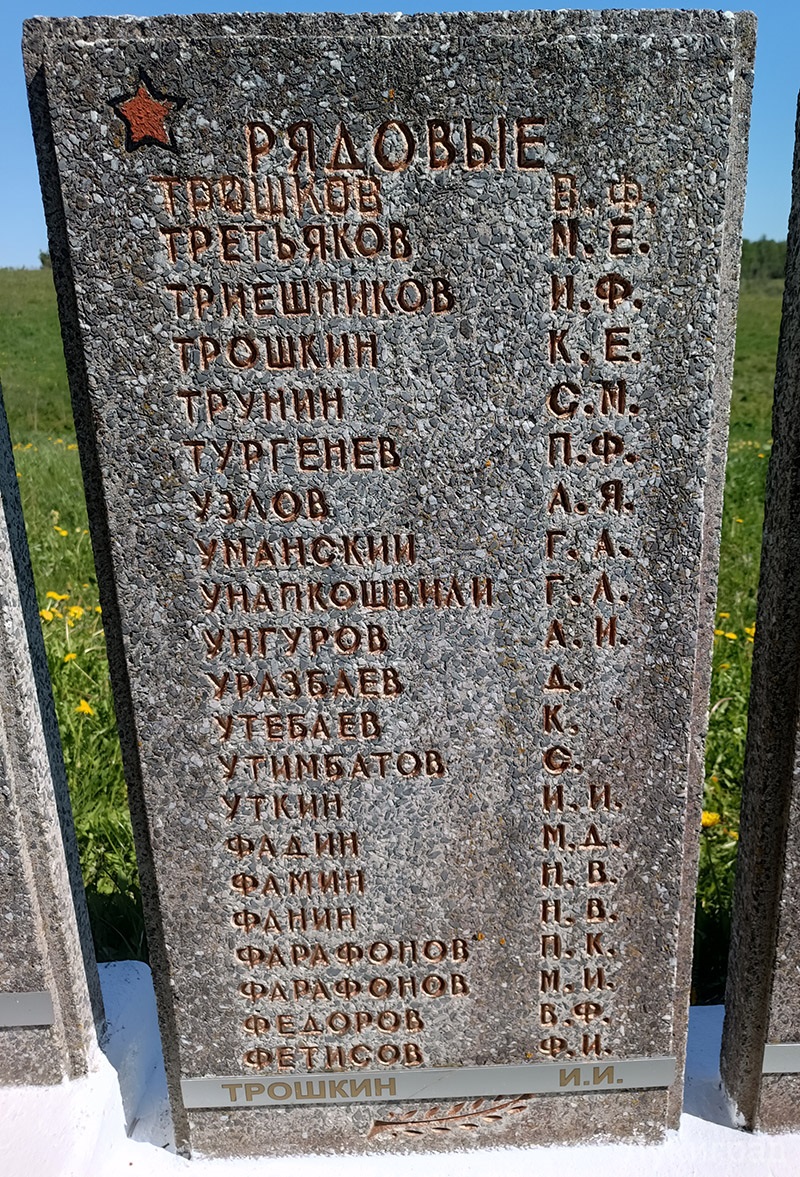 РЯДОВЫЕ
ТРОШКОВ В.Ф.
ТРЕТЬЯКОВ М.Е.
ТРИЕШНИКОВ И.Ф.
ТРОШКИН К.Е.
ТРУНИН С.М.
ТУРГЕНЕВ П.Ф.
УЗЛОВ А.Я.
УМАНСКИИ Г.А.
УНАПКОШВИЛИ Г.Л.
УНГУРОВ А.И.
УРАЗБАЕВ Д.
УТЕБАЕВ К.
УТИМБАТОВ С.
УТКИН И.И.
ФАДИН М.Д.
ФАМИН Н.В.
ФАНИН Н.В.
ФАРАФОНОВ П.К.
ФАРАФОНОВ М.И.
ФЕДОРОВ В.Ф.
ФЕТИСОВ Ф.И.
ТРОШКИН И.И.